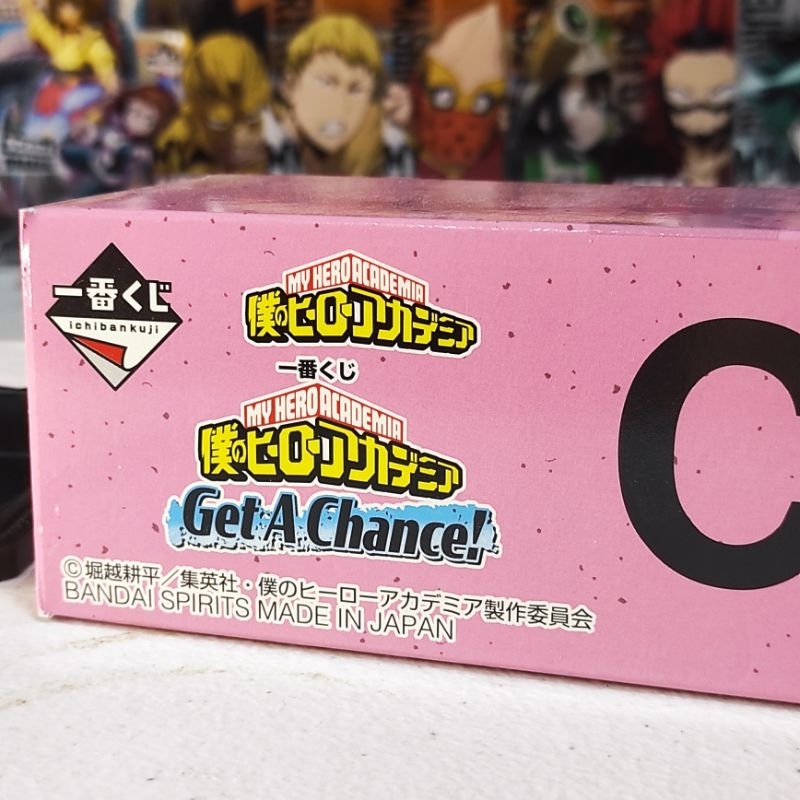 一番くじ
ichibankuji
MY HERO ACADEMIA
僕のヒーローアカデミア
一番くじ
MY HERO ACADEMIA
僕のヒーローアカデミア
Get A Chance!
©堀越耕平／集英社・僕のヒーローアカデミア製作委員会
BANDAI SPIRITS MADE IN JAPAN
C